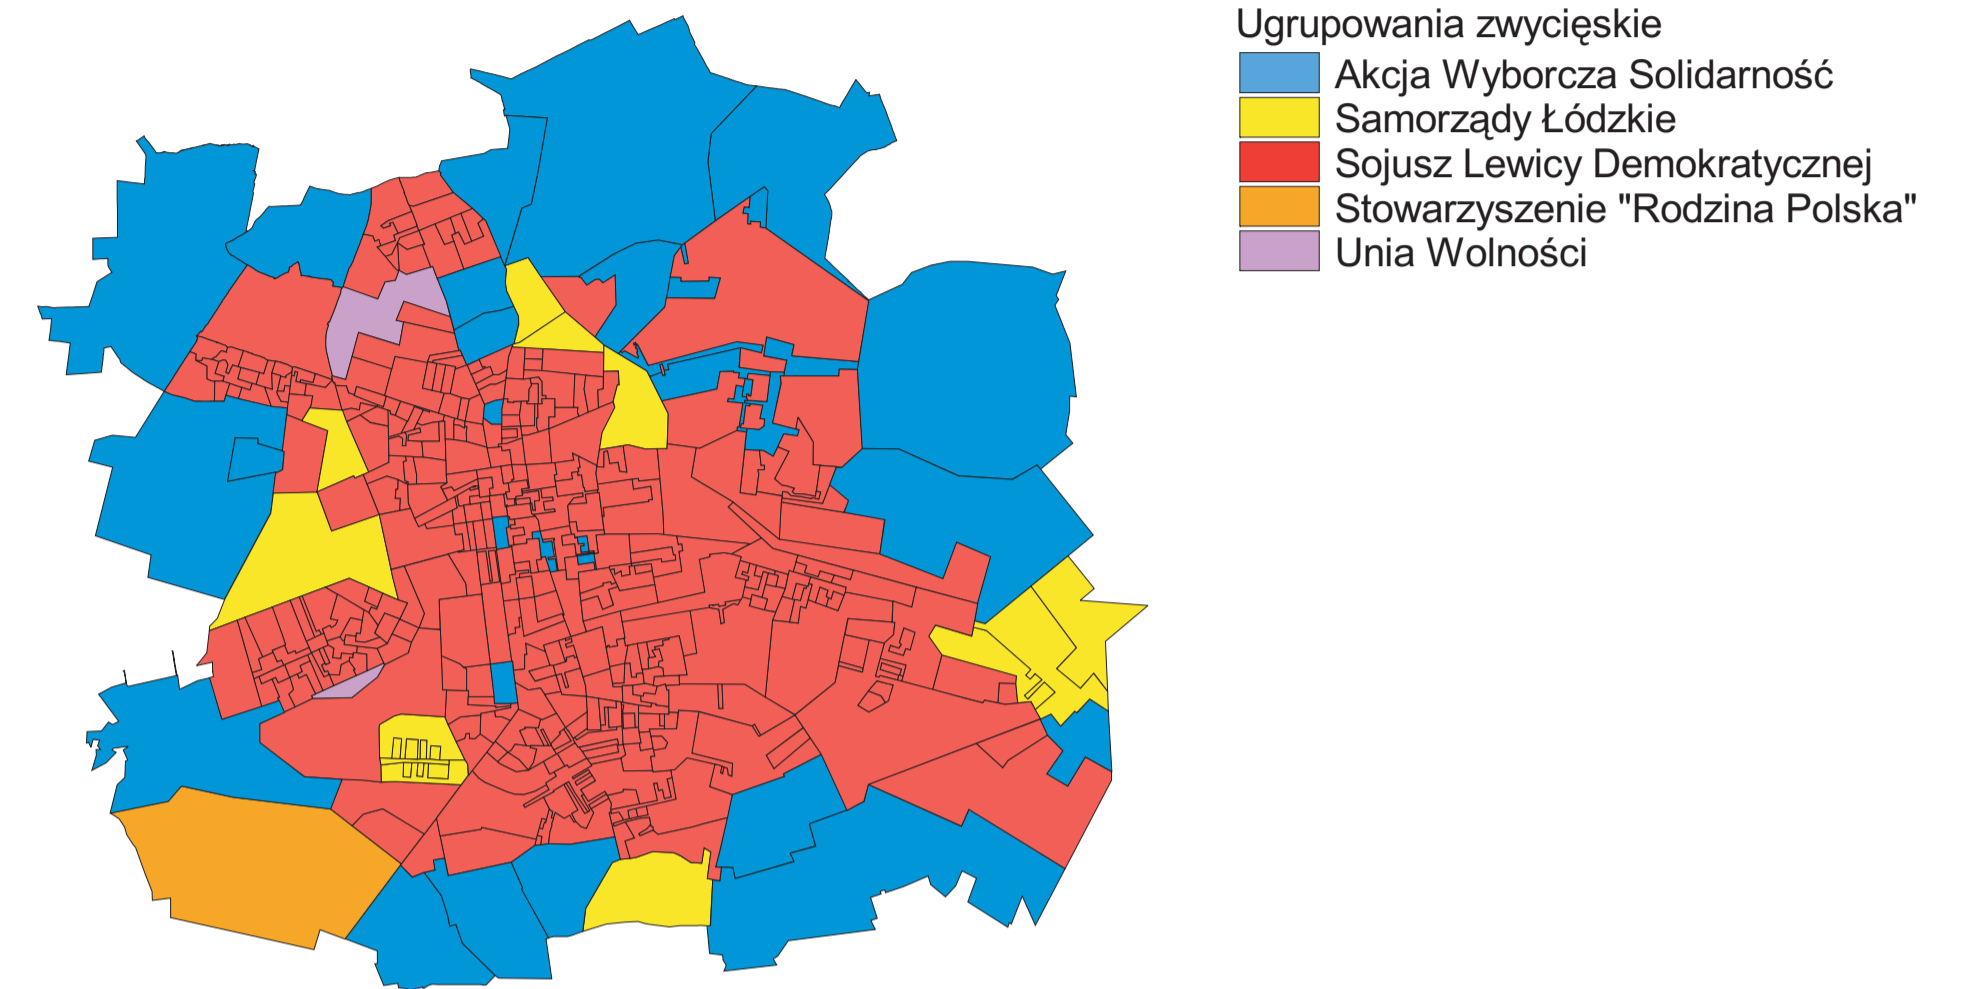 Ugrupowania zwycięskie
Akcja Wyborcza Solidarność
Samorządy Łódzkie
Sojusz Lewicy Demokratycznej
Stowarzyszenie "Rodzina Polska"
Unia Wolności